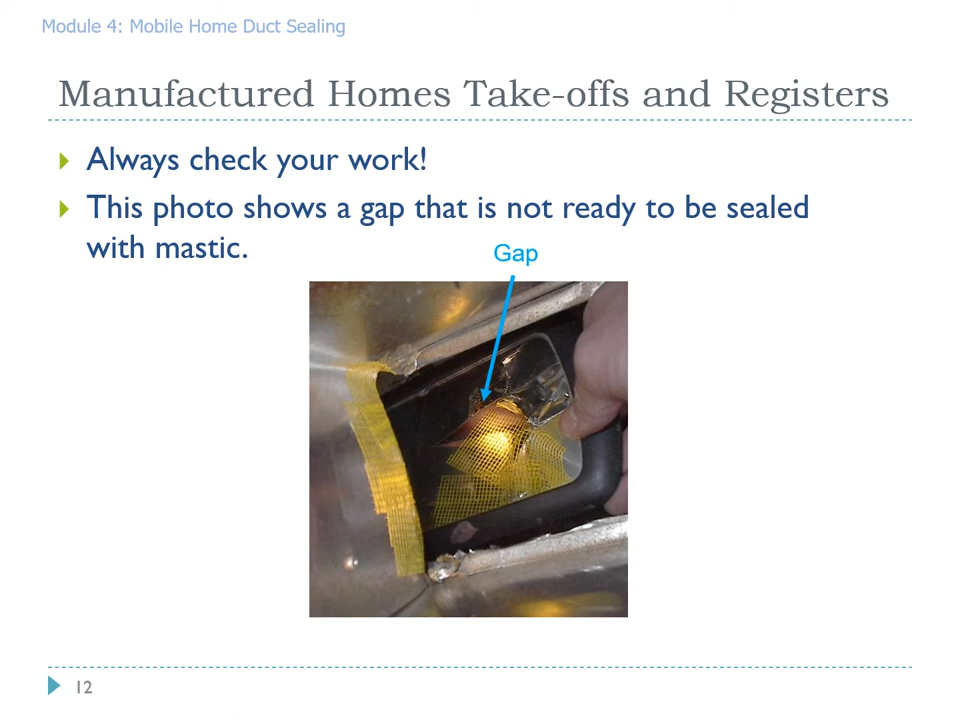 Module 4: Mobile Home Duct Sealing
Manufactured Homes Take-offs and Registers
Always check your work!
This photo shows a gap that is not ready to be sealed
with mastic.
Gap
12